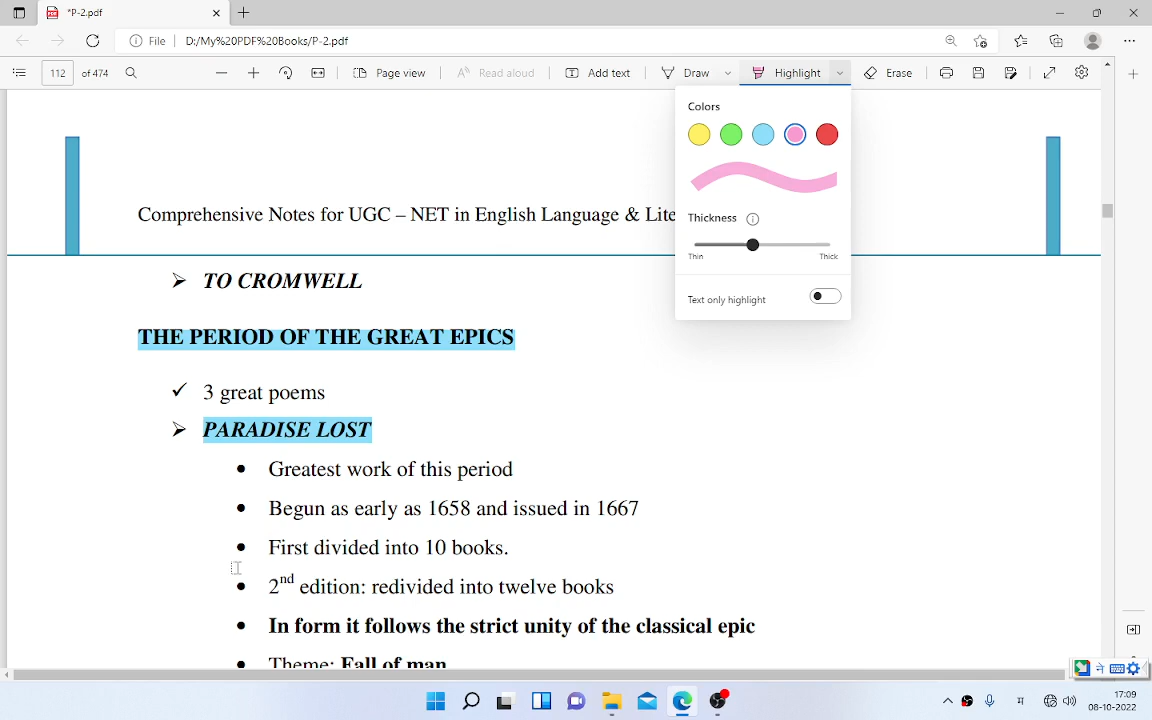 *P-2.pdf
File
D:/My%20PDF%20Books/P-2.pdf
112 of 474
Page view
Read aloud
Add text
Draw
Highlight
Erase
Colors
Thickness
Thin Thick
Text only highlight
Comprehensive Notes for UGC – NET in English Language & Lite
➢ TO CROMWELL
THE PERIOD OF THE GREAT EPICS
✓ 3 great poems
➢ PARADISE LOST
• Greatest work of this period
• Begun as early as 1658 and issued in 1667
• First divided into 10 books.
• 2nd edition: redivided into twelve books
• In form it follows the strict unity of the classical epic
• Theme: Fall of man
17:09
08-10-2022